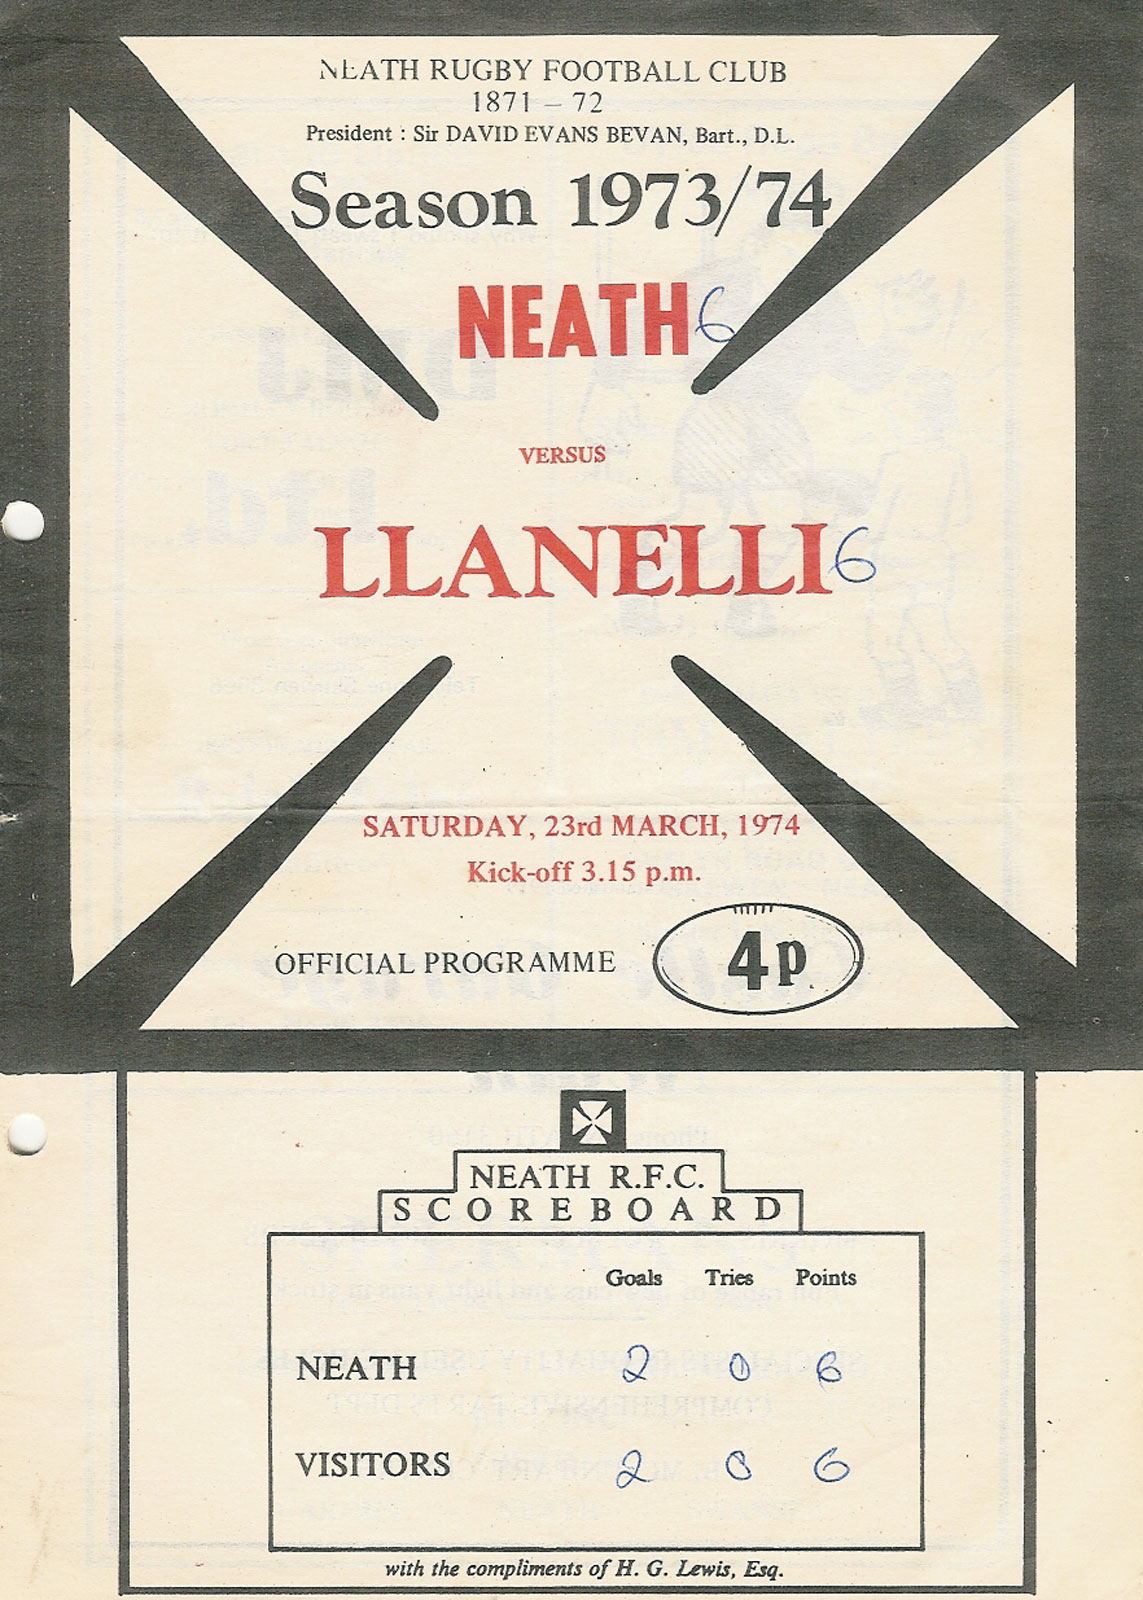 NEATH RUGBY FOOTBALL CLUB
1871 – 72
President : Sir DAVID EVANS BEVAN, Bart., D.L.
Season 1973/74
NEATH 6
VERSUS
LLANELLI 6
SATURDAY, 23rd MARCH, 1974
Kick-off 3.15 p.m.
OFFICIAL PROGRAMME 4p
NEATH R.F.C.
SCOREBOARD
Goals Tries Points
NEATH 2 0 6
VISITORS 2 0 6
with the compliments of H. G. Lewis, Esq.